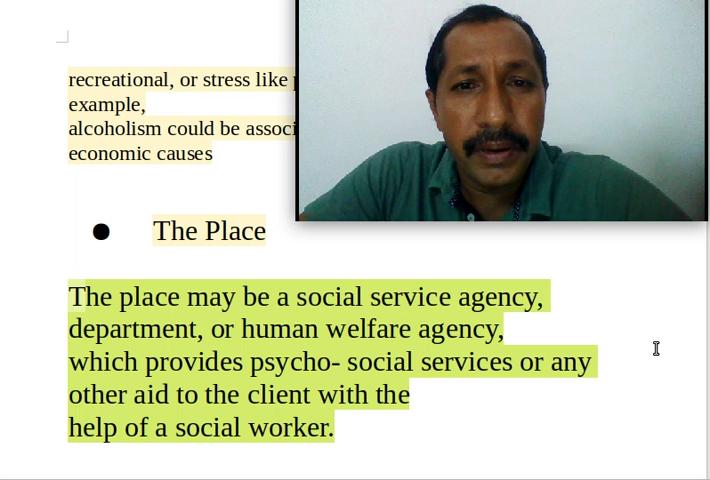 recreational, or stress like
example,
alcoholism could be associ
economic causes
● The Place
The place may be a social service agency,
department, or human welfare agency,
which provides psycho- social services or any
other aid to the client with the
help of a social worker.